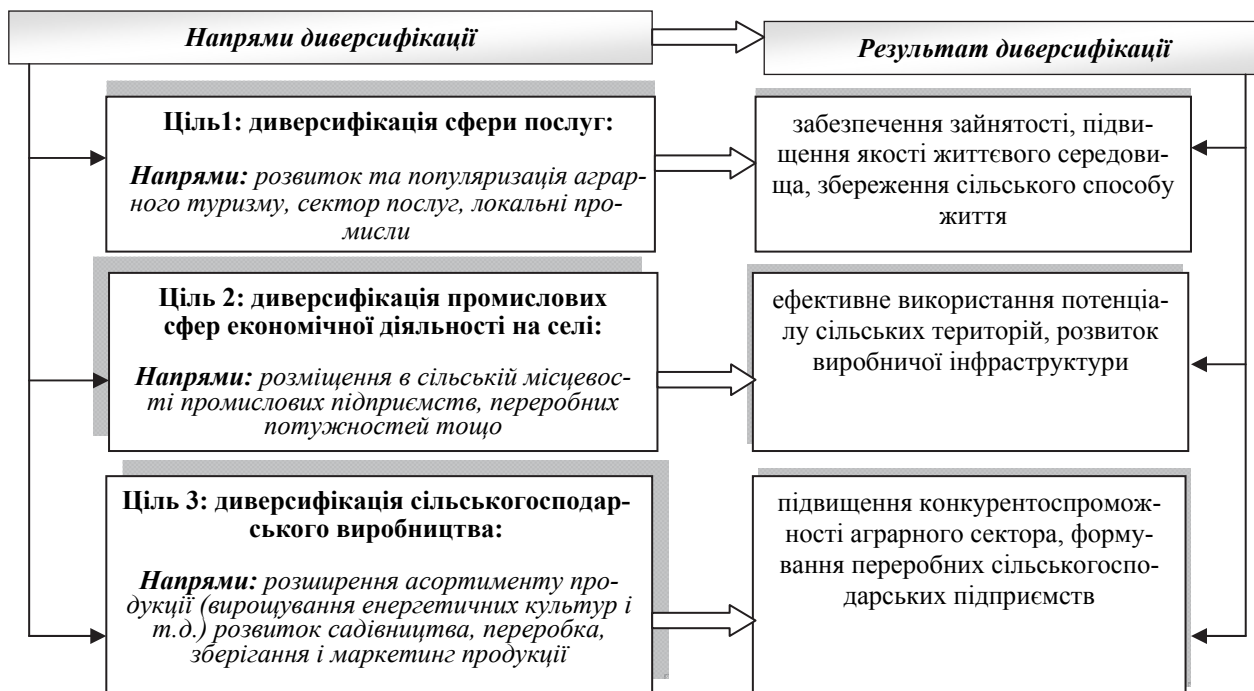 Напрями диверсифікації
Результат диверсифікації
Ціль1: диверсифікація сфери послуг:
Напрями: розвиток та популяризація аграр-
ного туризму, сектор послуг, локальні про-
мисли
забезпечення зайнятості, підви-
щення якості життєвого середови-
ща, збереження сільського способу
життя
Ціль 2: диверсифікація промислових
сфер економічної діяльності на селі:
Напрями: розміщення в сільській місцевос-
ті промислових підприємств, переробних
потужностей тощо
ефективне використання потенціа-
лу сільських територій, розвиток
виробничої інфраструктури
Ціль 3: диверсифікація сільськогосподар-
ського виробництва:
Напрями: розширення асортименту про-
дукції (вирощування енергетичних культур і
т.д.) розвиток садівництва, переробка,
зберігання і маркетинг продукції
підвищення конкурентоспромож-
ності аграрного сектора, форму-
вання переробних сільськогоспо-
дарських підприємств